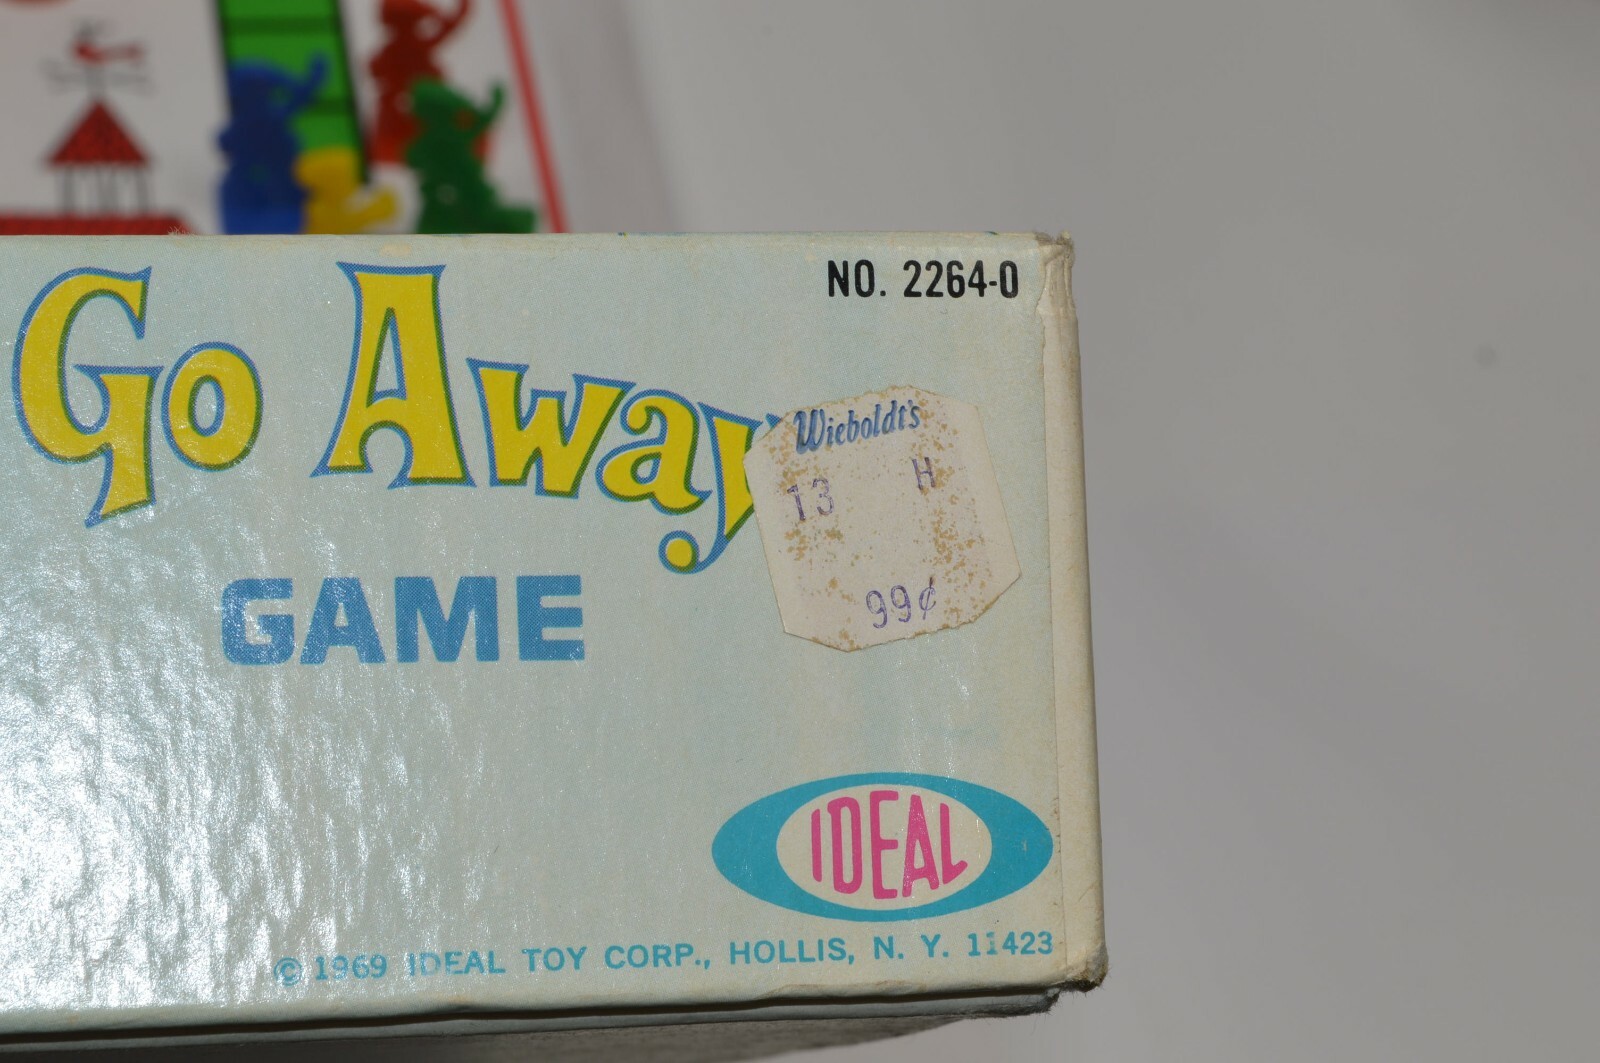 NO. 2264-0
Go Away
Wieboldt's
13 H
99¢
GAME
IDEAL
© 1969 IDEAL TOY CORP., HOLLIS, N. Y. 11423